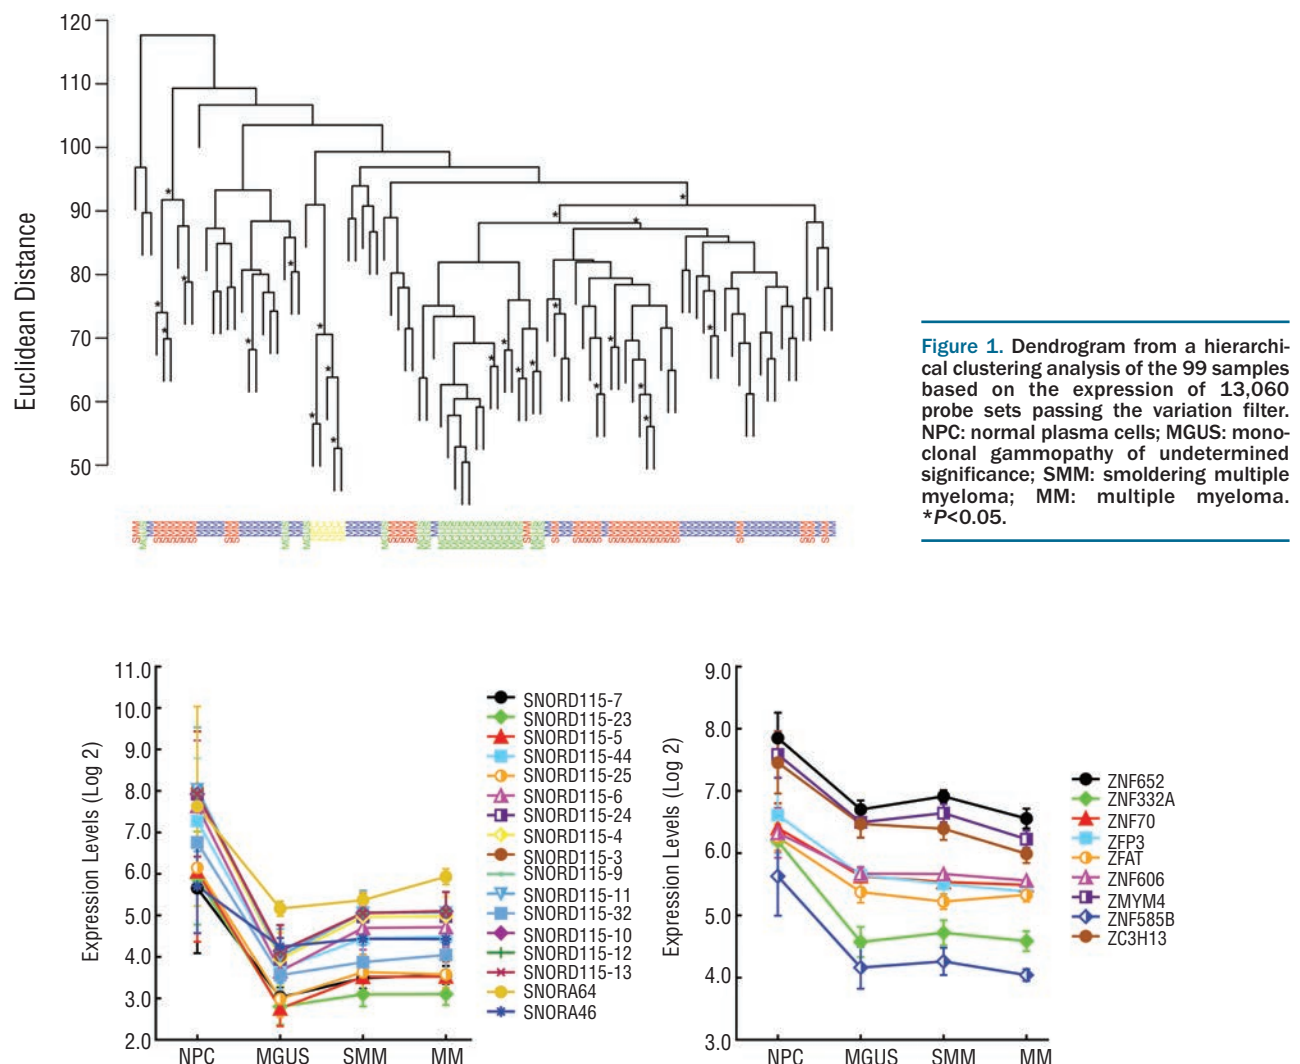 120
110
100
90
80
70
60
50
Euclidean Distance
Figure 1. Dendrogram from a hierarchi-
cal clustering analysis of the 99 samples
based on the expression of 13,060
probe sets passing the variation filter.
NPC: normal plasma cells; MGUS: mono-
clonal gammopathy of undetermined
significance; SMM: smoldering multiple
myeloma; MM: multiple myeloma.
*P<0.05.
11.0
10.0
9.0
8.0
7.0
6.0
5.0
4.0
3.0
2.0
Expression Levels (Log 2)
NPC MGUS SMM MM
SNORD115-7
SNORD115-23
SNORD115-5
SNORD115-44
SNORD115-25
SNORD115-6
SNORD115-24
SNORD115-4
SNORD115-3
SNORD115-9
SNORD115-11
SNORD115-32
SNORD115-10
SNORD115-12
SNORD115-13
SNORA64
SNORA46
9.0
8.0
7.0
6.0
5.0
4.0
3.0
Expression Levels (Log 2)
NPC MGUS SMM MM
ZNF652
ZNF332A
ZNF70
ZFP3
ZFAT
ZNF606
ZMYM4
ZNF585B
ZC3H13